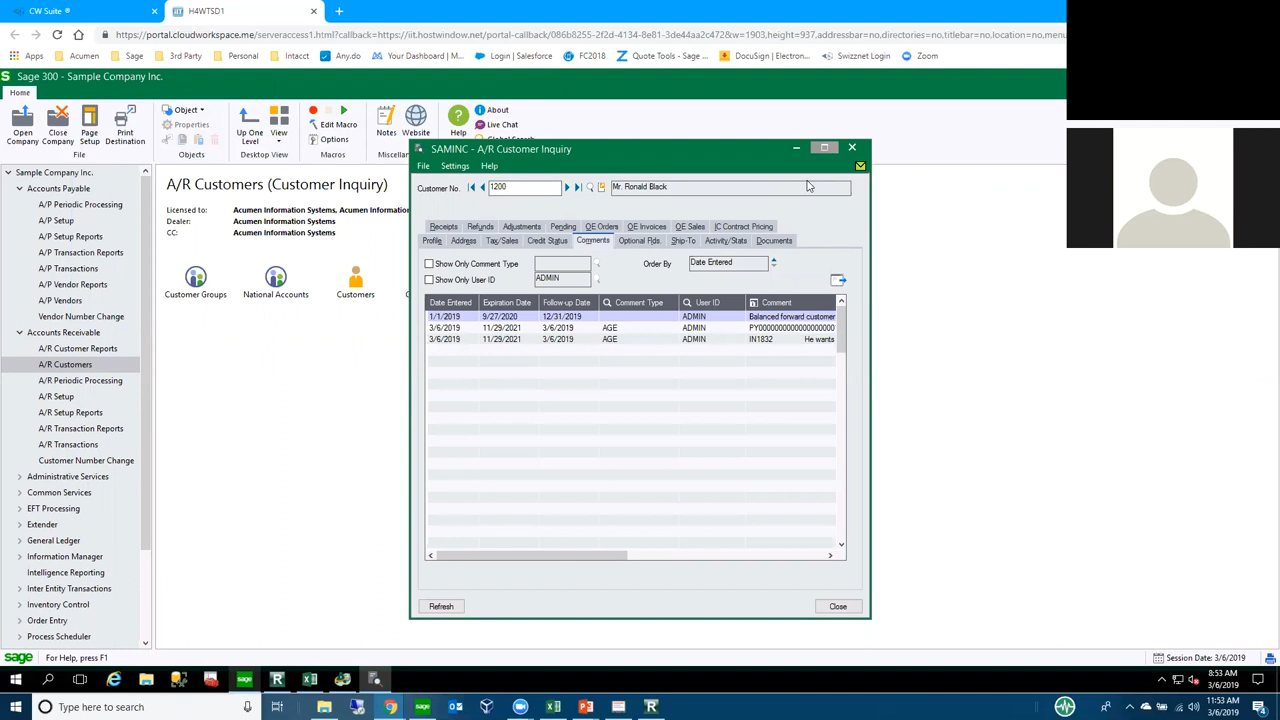 CW Suite ®
H4WTSD1
https://portal.cloudworkspace.me/serveraccess1.html?callback=https://iit.hostwindow.net/portal-callback/086b8255-2f2d-4134-8e81-3de44aa2c472&w=1903,height=937,addressbar=no,directories=no,titlebar=no,location=no,menu
Apps Acumen Sage 3rd Party Personal IACT Any.do Your Dashboard | M... Login | Salesforce FC2018 Quote Tools - Sage ... DocuSign | Electron... Swizznet Login Zoom
Sage 300 - Sample Company Inc.
Home
Open Company
Close Company
Page Setup
Print Destination
File
Object
Properties
Objects
Up One Level
View
Desktop View
Edit Macro
Options
Macros
Notes
Website
Miscellan
Help
About
Live Chat
Sample Company Inc.
Accounts Payable
A/P Periodic Processing
A/P Setup
A/P Setup Reports
A/P Transaction Reports
A/P Transactions
A/P Vendor Reports
A/P Vendors
Vendor Number Change
Accounts Receivable
A/R Customer Reports
A/R Customers
A/R Periodic Processing
A/R Setup
A/R Setup Reports
A/R Transaction Reports
A/R Transactions
Customer Number Change
Administrative Services
Common Services
EFT Processing
Extender
General Ledger
Information Manager
Intelligence Reporting
Inter Entity Transactions
Inventory Control
Order Entry
Process Scheduler
A/R Customers (Customer Inquiry)
Licensed to: Acumen Information Systems, Acumen Information
Dealer: Acumen Information Systems
CC: Acumen Information Systems
Customer Groups
National Accounts
Customers
SAMINC - A/R Customer Inquiry
File Settings Help
Customer No. 1200 Mr. Ronald Black
Receipts Refunds Adjustments Pending OE Orders OE Invoices OE Sales IC Contract Pricing
Profile Address Tax/Sales Credit Status Comments Optional Flds. Ship-To Activity/Stats Documents
Show Only Comment Type Order By Date Entered
Show Only User ID ADMIN
Date Entered Expiration Date Follow-up Date Comment Type User ID Comment
1/1/2019 9/27/2020 12/31/2019 ADMIN Balanced forward customer
3/6/2019 11/29/2021 3/6/2019 AGE ADMIN
3/6/2019 11/29/2021 3/6/2019 AGE ADMIN IN1832 He wants
Refresh Close
sage For Help, press F1 Session Date: 3/6/2019
sage
8:53 AM
3/6/2019
Type here to search
sage
11:53 AM
3/6/2019